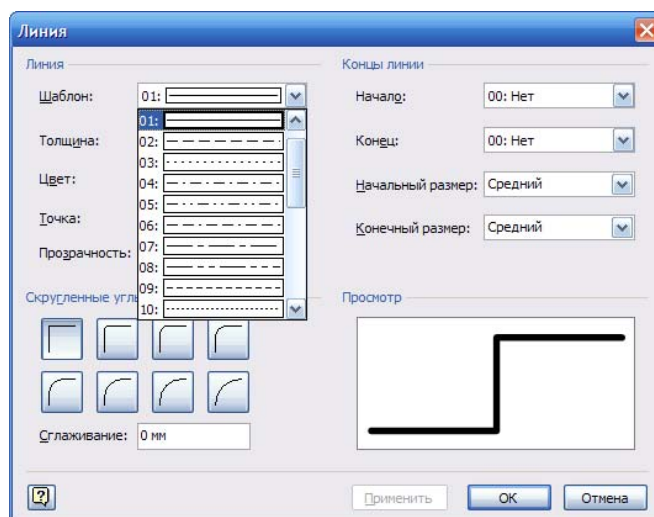 Линия
Линия
Шаблон:
01:
01:
02:
03:
04:
05:
06:
07:
08:
09:
10:
Толщина:
Цвет:
Точка:
Прозрачность:
Концы линии
Начало:
00: Нет
Конец:
00: Нет
Начальный размер:
Средний
Конечный размер:
Средний
Скругленные углы
Сглаживание:
0 мм
Просмотр
Применить
OK
Отмена